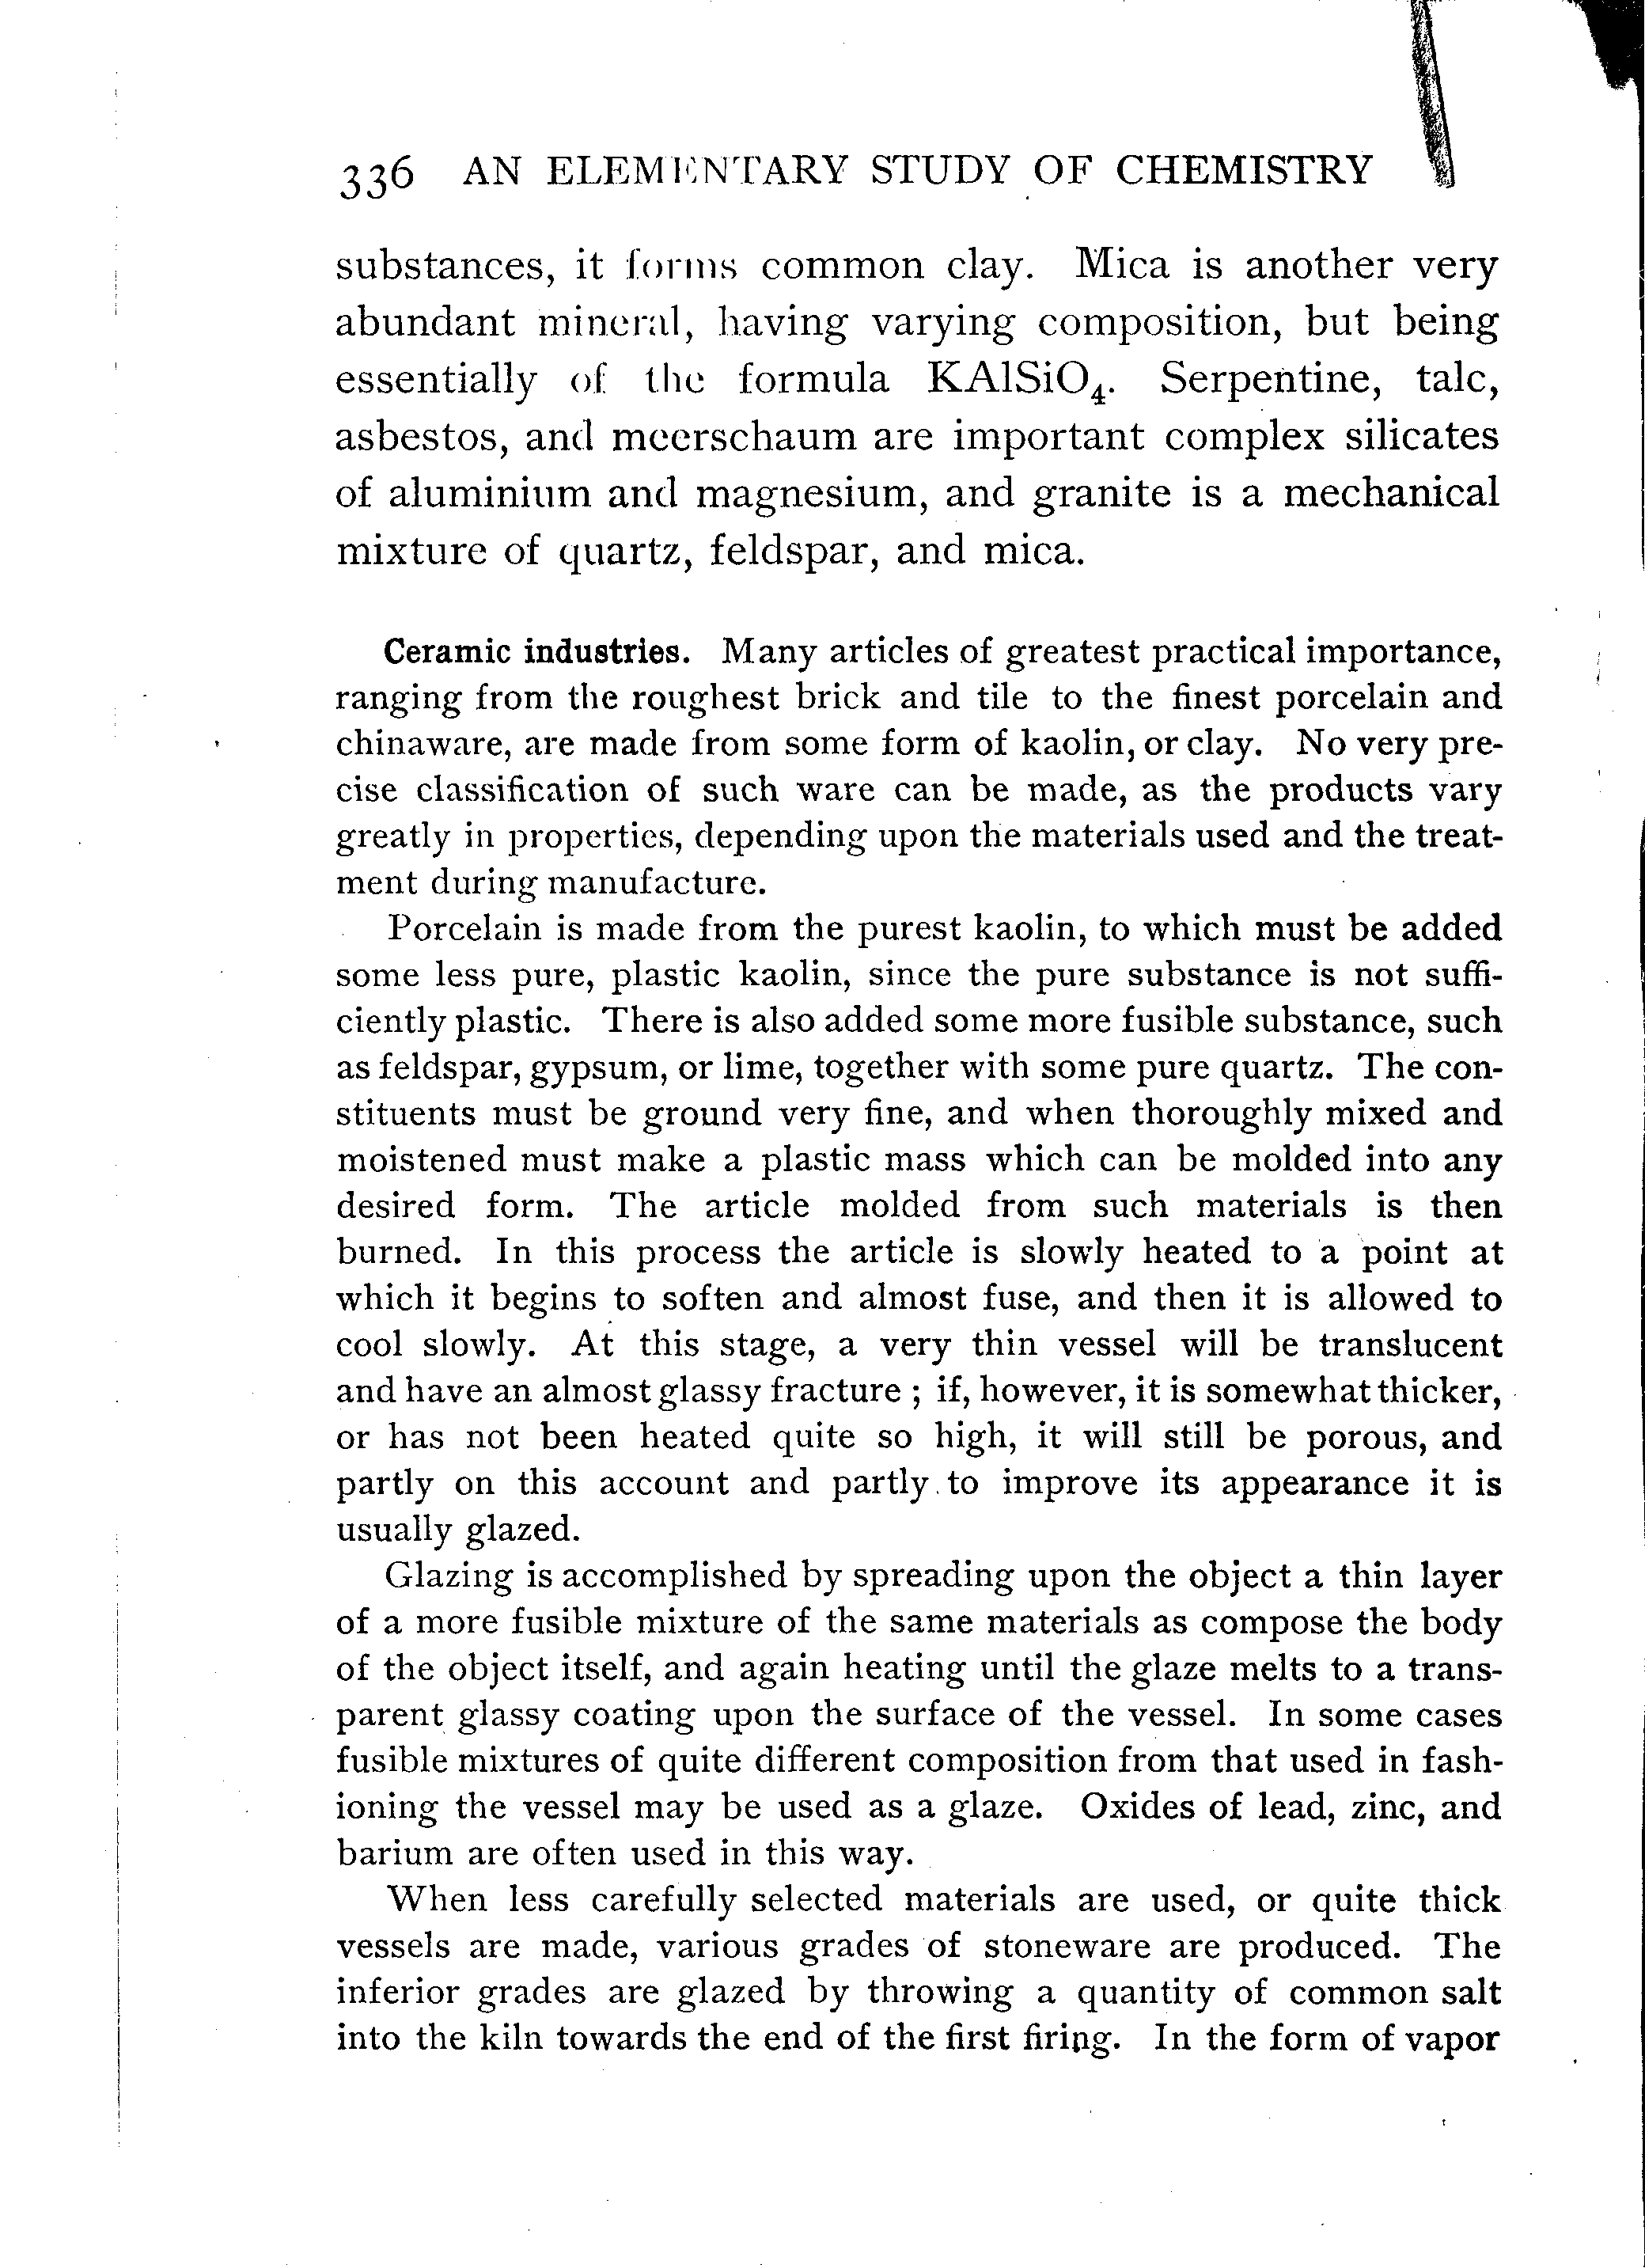 336 AN ELEMENTARY STUDY OF CHEMISTRY
substances, it forms common clay. Mica is another very
abundant mineral, having varying composition, but being
essentially of the formula KAlSiO₄. Serpentine, talc,
asbestos, and meerschaum are important complex silicates
of aluminium and magnesium, and granite is a mechanical
mixture of quartz, feldspar, and mica.
Ceramic industries. Many articles of greatest practical importance,
ranging from the roughest brick and tile to the finest porcelain and
chinaware, are made from some form of kaolin, or clay. No very pre-
cise classification of such ware can be made, as the products vary
greatly in properties, depending upon the materials used and the treat-
ment during manufacture.
Porcelain is made from the purest kaolin, to which must be added
some less pure, plastic kaolin, since the pure substance is not suffi-
ciently plastic. There is also added some more fusible substance, such
as feldspar, gypsum, or lime, together with some pure quartz. The con-
stituents must be ground very fine, and when thoroughly mixed and
moistened must make a plastic mass which can be molded into any
desired form. The article molded from such materials is then
burned. In this process the article is slowly heated to a point at
which it begins to soften and almost fuse, and then it is allowed to
cool slowly. At this stage, a very thin vessel will be translucent
and have an almost glassy fracture ; if, however, it is somewhat thicker,
or has not been heated quite so high, it will still be porous, and
partly on this account and partly to improve its appearance it is
usually glazed.
Glazing is accomplished by spreading upon the object a thin layer
of a more fusible mixture of the same materials as compose the body
of the object itself, and again heating until the glaze melts to a trans-
parent glassy coating upon the surface of the vessel. In some cases
fusible mixtures of quite different composition from that used in fash-
ioning the vessel may be used as a glaze. Oxides of lead, zinc, and
barium are often used in this way.
When less carefully selected materials are used, or quite thick
vessels are made, various grades of stoneware are produced. The
inferior grades are glazed by throwing a quantity of common salt
into the kiln towards the end of the first firing. In the form of vapor